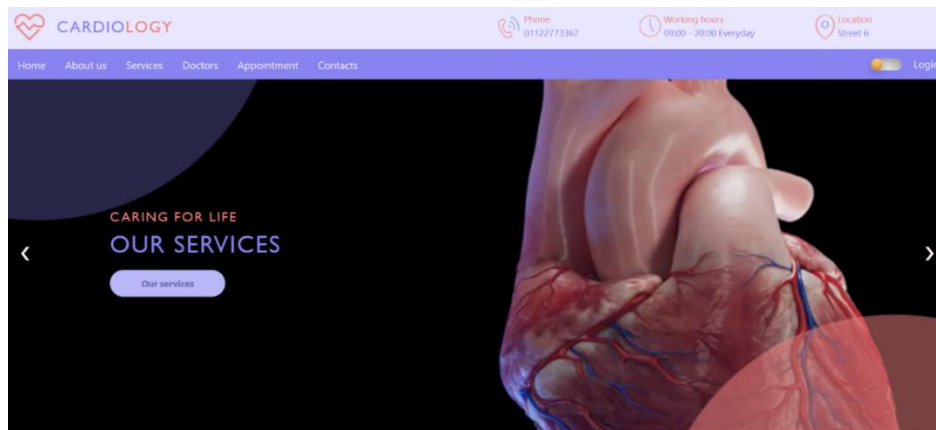 CARDIOLOGY
Phone
01122773367
Working hours
09:00 - 20:00 Everyday
Location
Street 6
Home About us Services Doctors Appointment Contacts Login
CARING FOR LIFE
OUR SERVICES
Our services